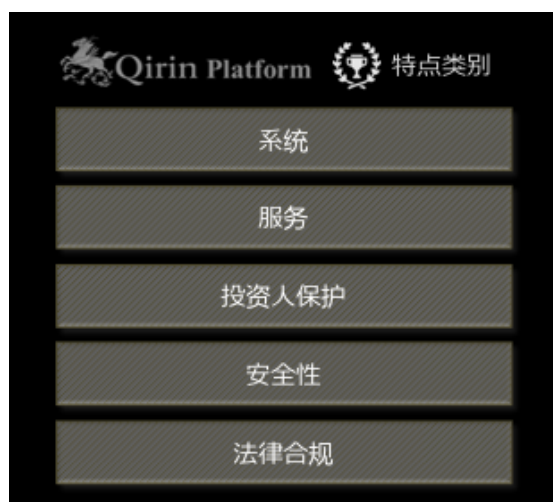 Qirin Platform 特点类别
系统
服务
投资人保护
安全性
法律合规